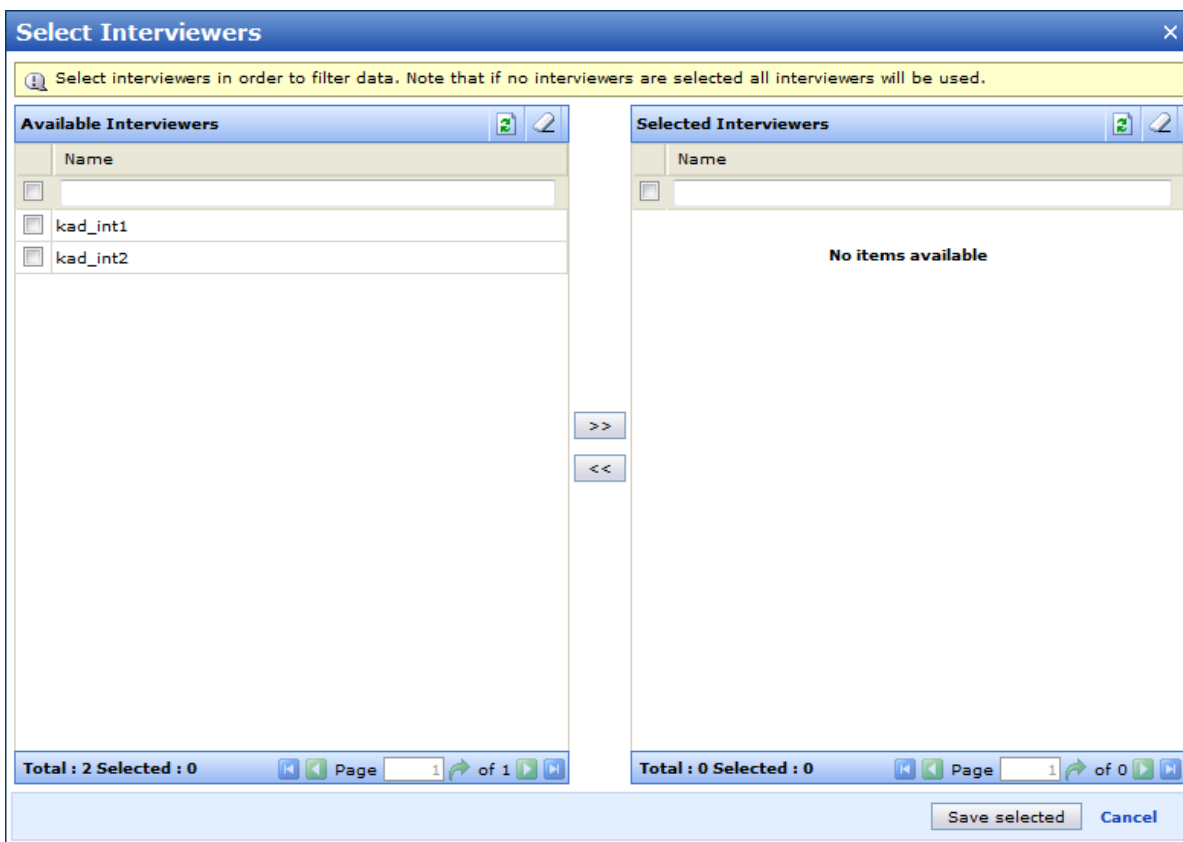 Select Interviewers
Select interviewers in order to filter data. Note that if no interviewers are selected all interviewers will be used.
Available Interviewers
Name
kad_int1
kad_int2
Total : 2 Selected : 0
Page 1 of 1
>>
<<
Selected Interviewers
Name
No items available
Total : 0 Selected : 0
Page 1 of 0
Save selected
Cancel